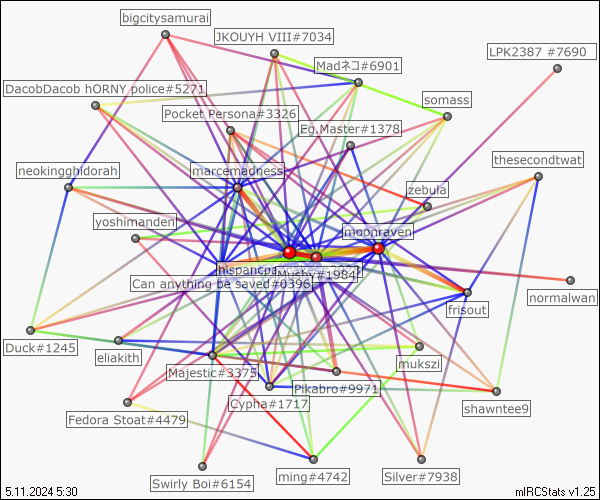 bigcitysamurai
JKOUYH VIII#7034
LPK2387 #7690
Madネコ#6901
DacobDacob hORNY police#5271
somass
Pocket Persona#3326
Eg.Master#1378
thesecondtwat
neokingghidorah
marcemadness
zebula
yoshimanden
moonraven
hispancpa
Mushy#1984
Can anything be saved#0396
normalwan
frisout
Duck#1245
eliakith
mukszi
Majestic#3375
Pikabro#9971
Cypha#1717
shawntee9
Fedora Stoat#4479
Swirly Boi#6154
ming#4742
Silver#7938
5.11.2024 5:30
mIRCStats v1.25